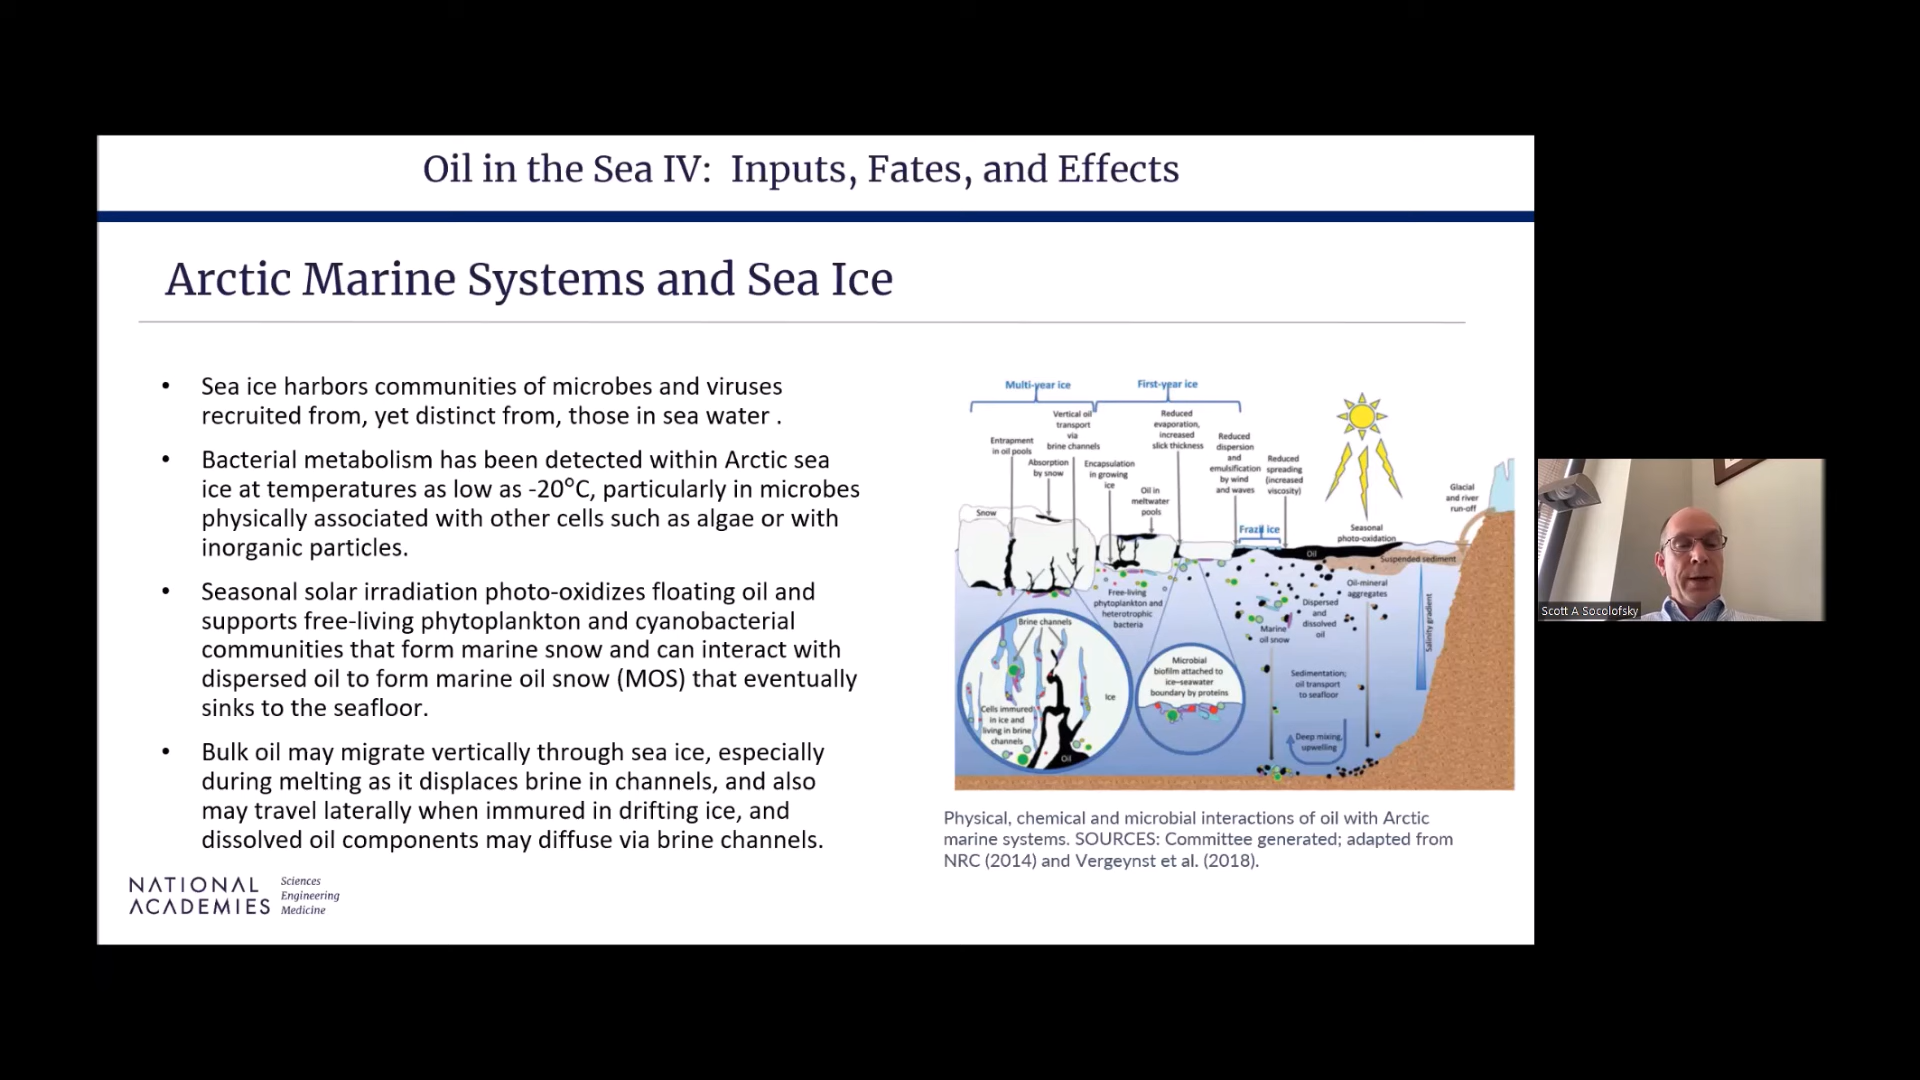 Oil in the Sea IV: Inputs, Fates, and Effects
Arctic Marine Systems and Sea Ice
• Sea ice harbors communities of microbes and viruses
recruited from, yet distinct from, those in sea water .
• Bacterial metabolism has been detected within Arctic sea
ice at temperatures as low as -20°C, particularly in microbes
physically associated with other cells such as algae or with
inorganic particles.
• Seasonal solar irradiation photo-oxidizes floating oil and
supports free-living phytoplankton and cyanobacterial
communities that form marine snow and can interact with
dispersed oil to form marine oil snow (MOS) that eventually
sinks to the seafloor.
• Bulk oil may migrate vertically through sea ice, especially
during melting as it displaces brine in channels, and also
may travel laterally when immured in drifting ice, and
dissolved oil components may diffuse via brine channels.
Multi-year ice
First-year ice
Entrapment
in oil pools
Vertical oil
transport
via
brine channels
Absorption
by snow
Encapsulation
in growing
ice
Oil in
meltwater
pools
Reduced
evaporation,
increased
slick thickness
Reduced
dispersion
and
emulsification
by wind
and waves
Reduced
spreading
(increased
viscosity)
Glacial
and river
run-off
Snow
Frazil ice
Seasonal
photo-oxidation
Oil
Suspended sediment
Oil-mineral
aggregates
Free-living
phytoplankton and
heterotrophic
bacteria
Dispersed
and
dissolved
oil
Marine
oil snow
Salinity gradient
Brine channels
Ice
Cells immured
in ice and
living in brine
channels
Oil
Microbial
biofilm attached to
ice–seawater
boundary by proteins
Sedimentation;
oil transport
to seafloor
Deep mixing,
upwelling
Physical, chemical and microbial interactions of oil with Arctic
marine systems. SOURCES: Committee generated; adapted from
NRC (2014) and Vergeynst et al. (2018).
NATIONAL
ACADEMIES
Sciences
Engineering
Medicine
Scott A Socolofsky